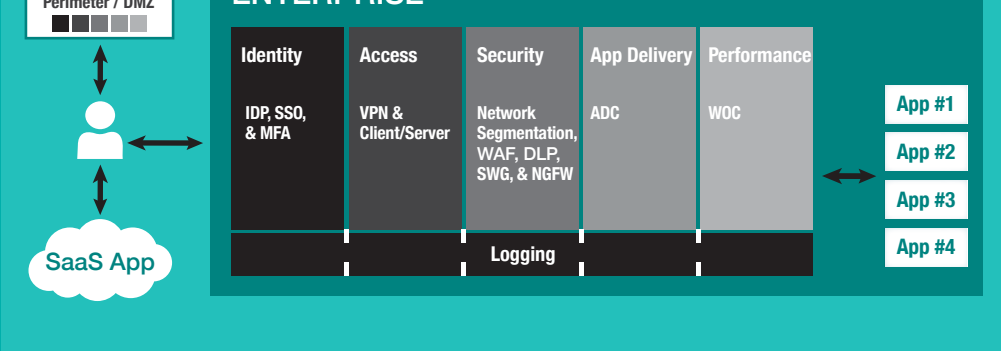 Perimeter / DMZ
ENTERPRISE
Identity
IDP, SSO,
& MFA
Access
VPN &
Client/Server
Security
Network
Segmentation,
WAF, DLP,
SWG, & NGFW
App Delivery
ADC
Performance
WOC
Logging
App #1
App #2
App #3
App #4
SaaS App